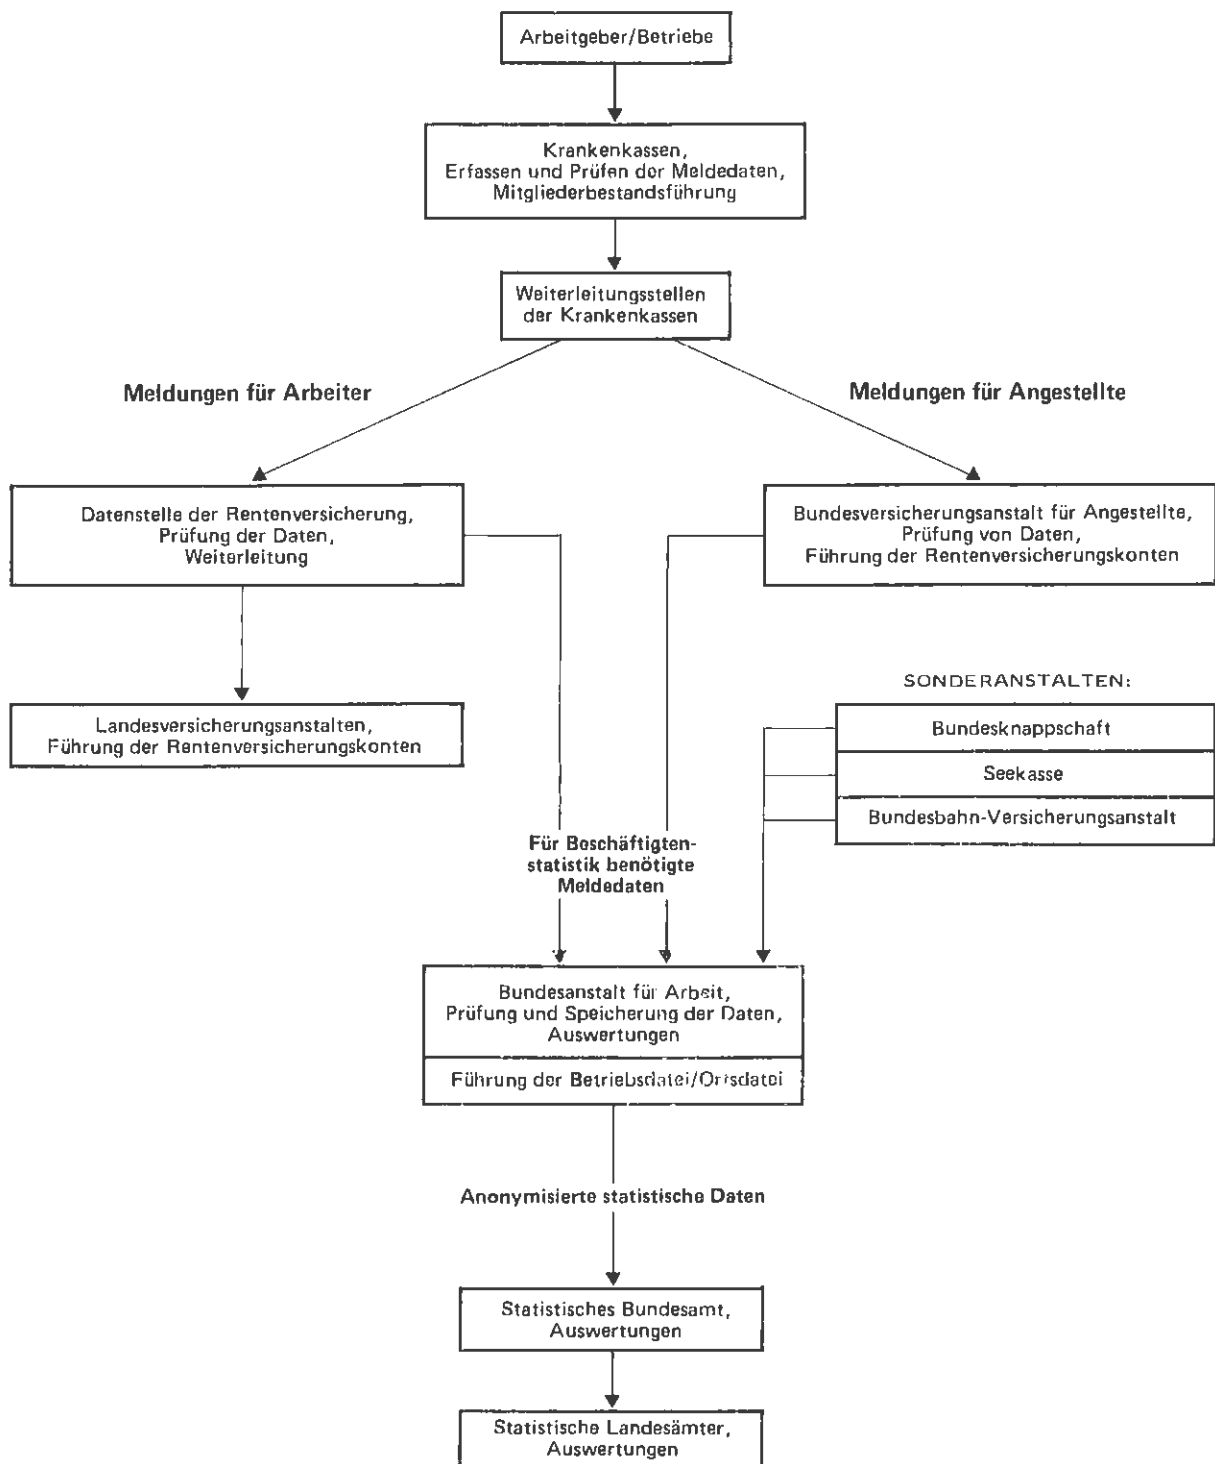 Arbeitgeber/Betriebe
Krankenkassen,
Erfassen und Prüfen der Meldedaten,
Mitgliederbestandsführung
Weiterleitungsstellen
der Krankenkassen
Meldungen für Arbeiter
Meldungen für Angestellte
Datenstelle der Rentenversicherung,
Prüfung der Daten,
Weiterleitung
Bundesversicherungsanstalt für Angestellte,
Prüfung von Daten,
Führung der Rentenversicherungskonten
Landesversicherungsanstalten,
Führung der Rentenversicherungskonten
SONDERANSTALTEN:
Bundesknappschaft
Seekasse
Bundesbahn-Versicherungsanstalt
Für Beschäftigten-
statistik benötigte
Meldedaten
Bundesanstalt für Arbeit,
Prüfung und Speicherung der Daten,
Auswertungen
Führung der Betriebsdatei/Ortsdatei
Anonymisierte statistische Daten
Statistisches Bundesamt,
Auswertungen
Statistische Landesämter,
Auswertungen